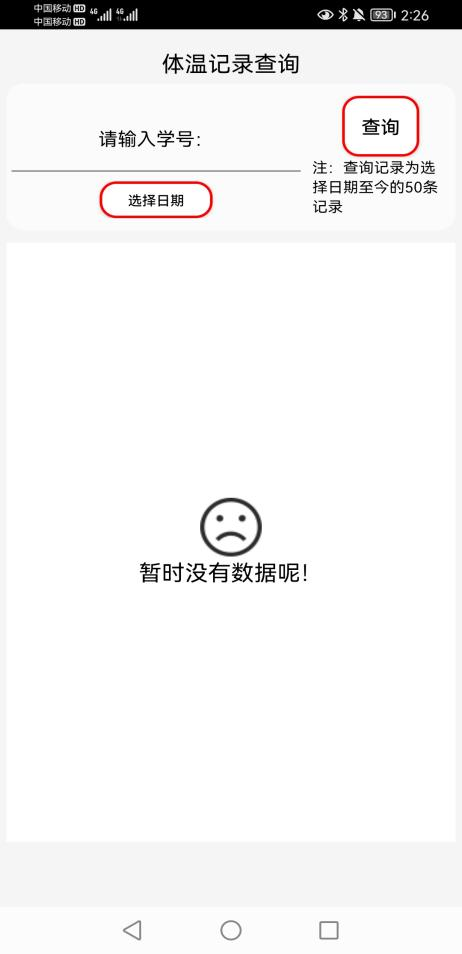 中国移动 HD 4G 4G 93 2:26
中国移动 HD
体温记录查询
请输入学号:
查询
选择日期
注：查询记录为选
择日期至今的50条
记录
暂时没有数据呢!